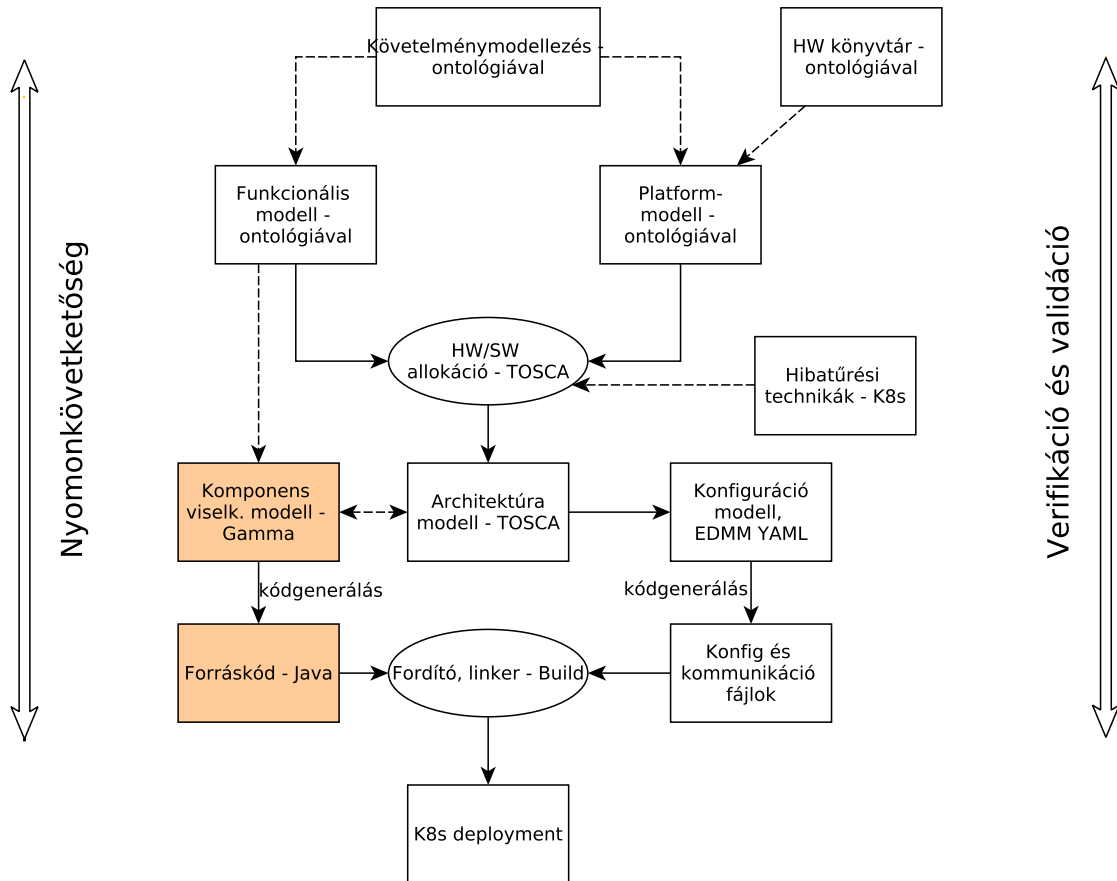 Követelménymodellezés -
ontológiával
HW könyvtár -
ontológiával
Funkcionális
modell -
ontológiával
Platform-
modell -
ontológiával
Nyomonkövetketőség
Verifikáció és validáció
HW/SW
allokáció - TOSCA
Hibatűrési
technikák - K8s
Komponens
viselk. modell -
Gamma
Architektúra
modell - TOSCA
Konfiguráció
modell,
EDMM YAML
kódgenerálás
kódgenerálás
Forráskód - Java
Fordító, linker - Build
Konfig és
kommunikáció
fájlok
K8s deployment